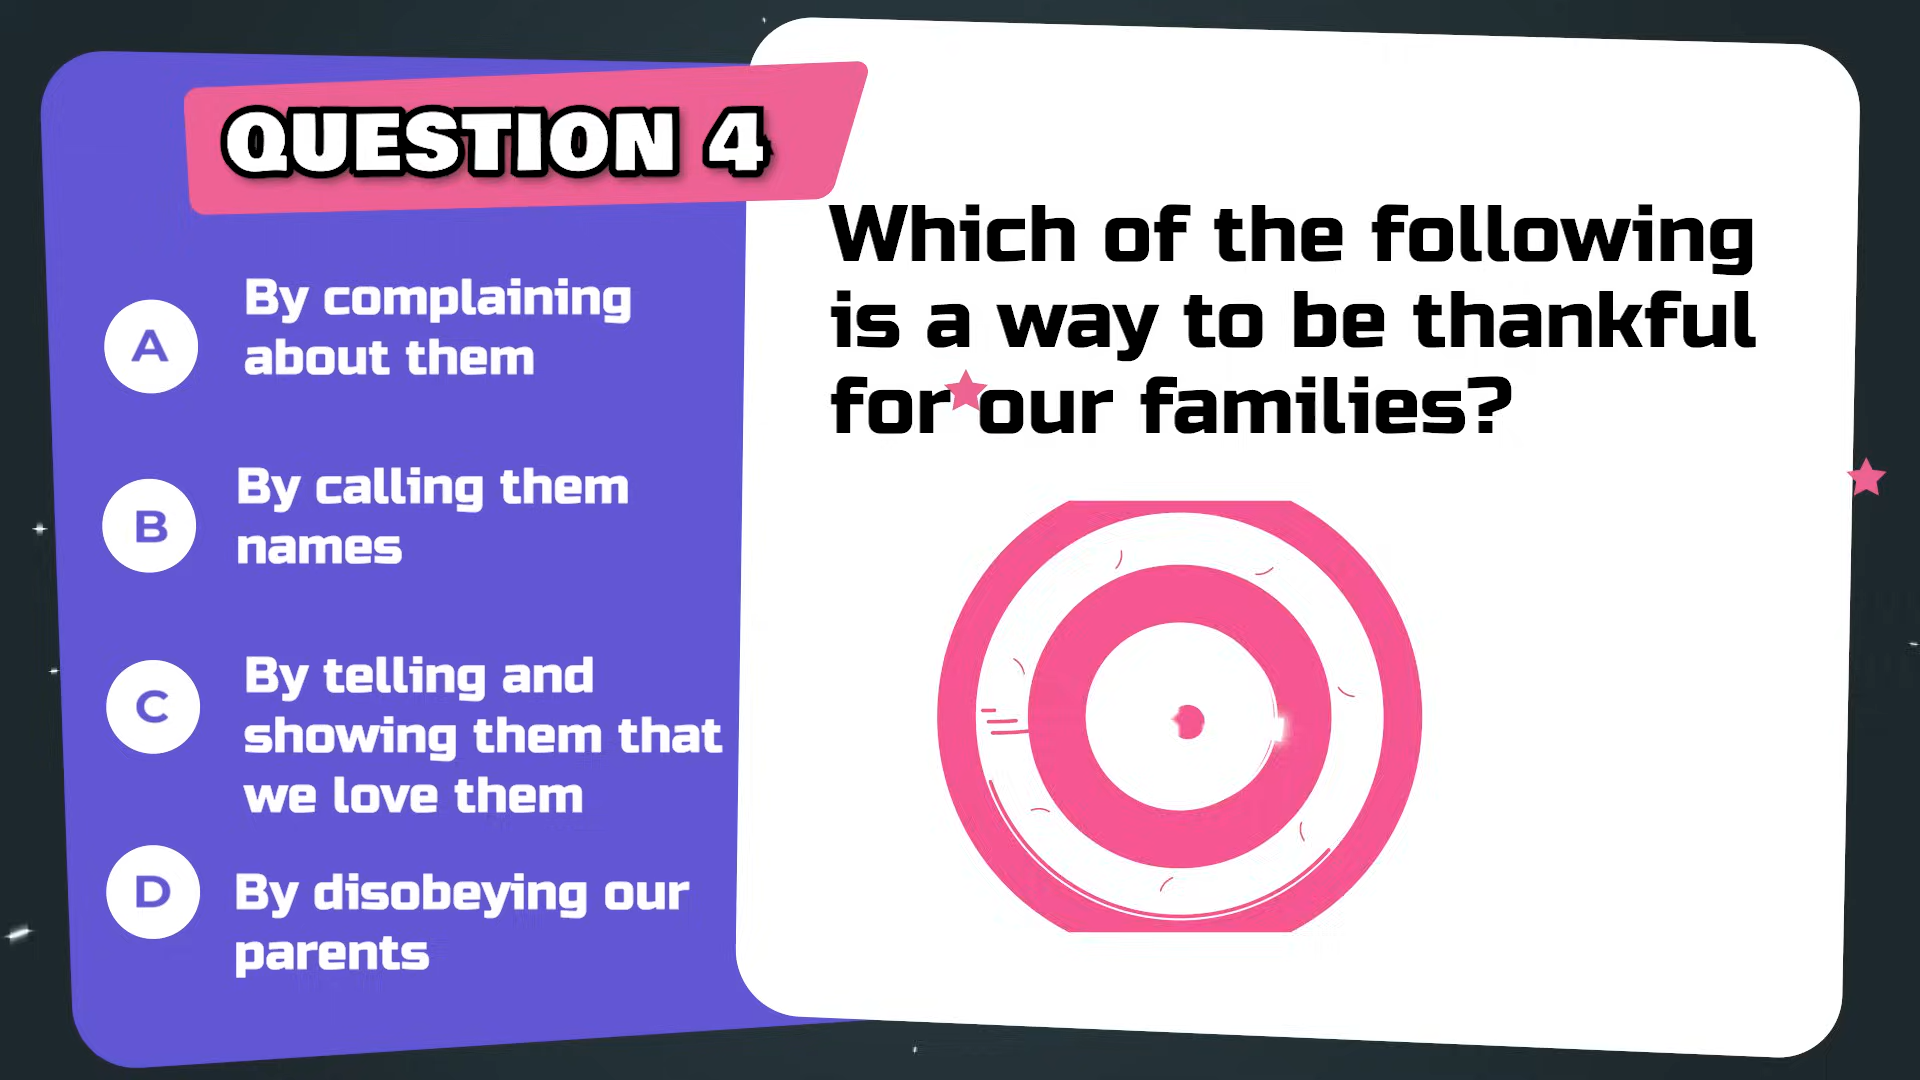 QUESTION 4
Which of the following
is a way to be thankful
for our families?
A
By complaining
about them
B
By calling them
names
C
By telling and
showing them that
we love them
D
By disobeying our
parents